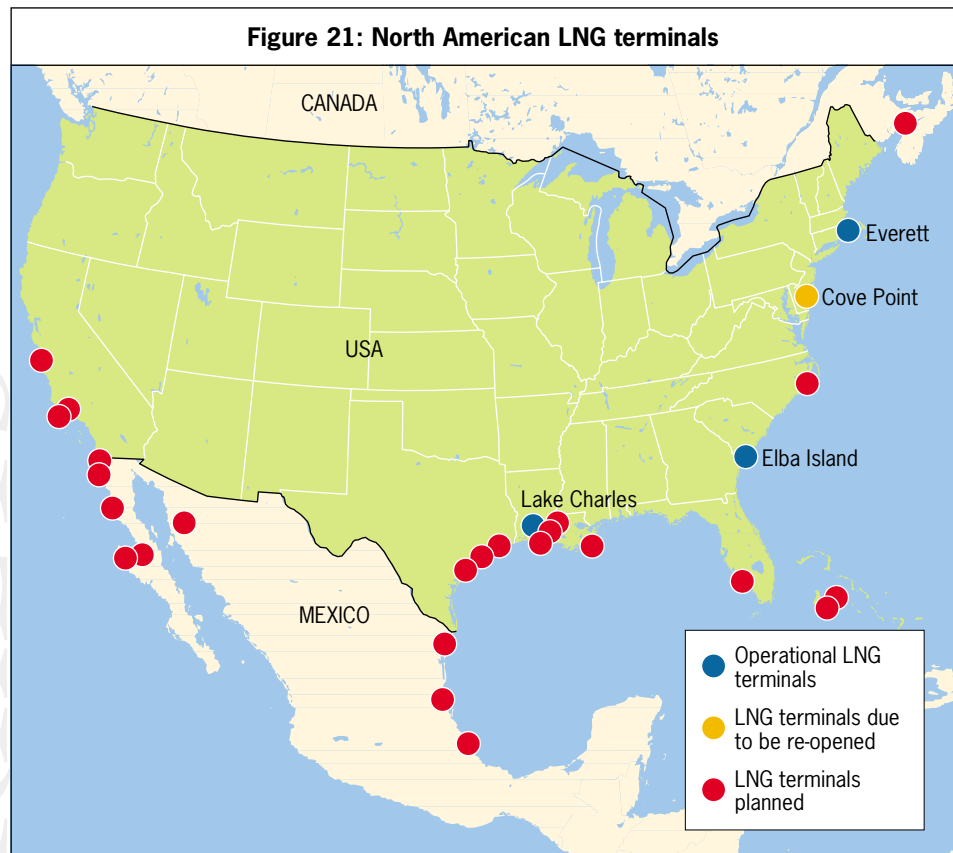 Figure 21: North American LNG terminals
CANADA
Everett
Cove Point
USA
Elba Island
Lake Charles
MEXICO
Operational LNG
terminals
LNG terminals due
to be re-opened
LNG terminals
planned